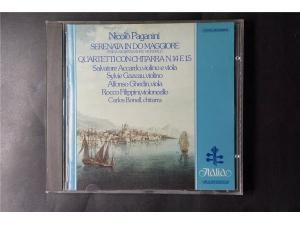 Nicolò Paganini
SERENATA IN DO MAGGIORE
QUARTETTI CON CHITARRA N. 14 E 15
Salvatore Accardo, violino e viola
Sylvie Gazeau, violino
Alfonso Ghedin, viola
Rocco Filippini, violoncello
Carlos Bonell, chitarra
Italia